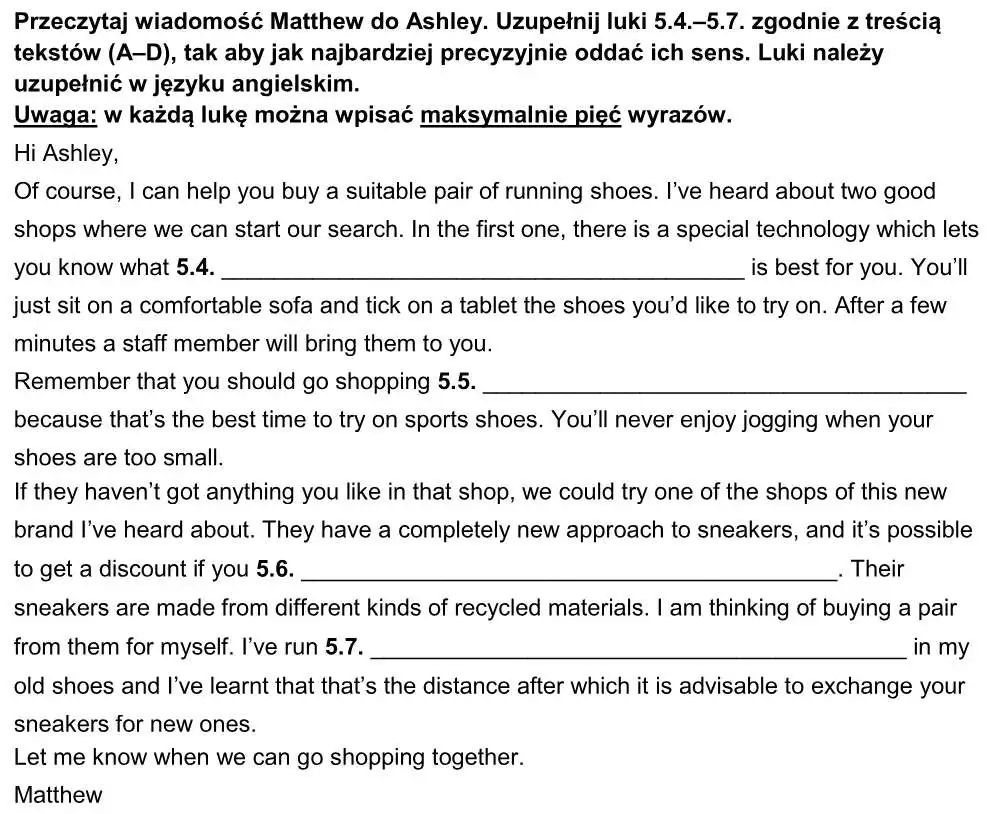 Przeczytaj wiadomość Matthew do Ashley. Uzupełnij luki 5.4.–5.7. zgodnie z treścią
tekstów (A–D), tak aby jak najbardziej precyzyjnie oddać ich sens. Luki należy
uzupełnić w języku angielskim.
Uwaga: w każdą lukę można wpisać maksymalnie pięć wyrazów.
Hi Ashley,
Of course, I can help you buy a suitable pair of running shoes. I’ve heard about two good
shops where we can start our search. In the first one, there is a special technology which lets
you know what 5.4. ________________________________________ is best for you. You’ll
just sit on a comfortable sofa and tick on a tablet the shoes you’d like to try on. After a few
minutes a staff member will bring them to you.
Remember that you should go shopping 5.5. _____________________________________
because that’s the best time to try on sports shoes. You’ll never enjoy jogging when your
shoes are too small.
If they haven’t got anything you like in that shop, we could try one of the shops of this new
brand I’ve heard about. They have a completely new approach to sneakers, and it’s possible
to get a discount if you 5.6. _________________________________________. Their
sneakers are made from different kinds of recycled materials. I am thinking of buying a pair
from them for myself. I’ve run 5.7. _________________________________________ in my
old shoes and I’ve learnt that that’s the distance after which it is advisable to exchange your
sneakers for new ones.
Let me know when we can go shopping together.
Matthew